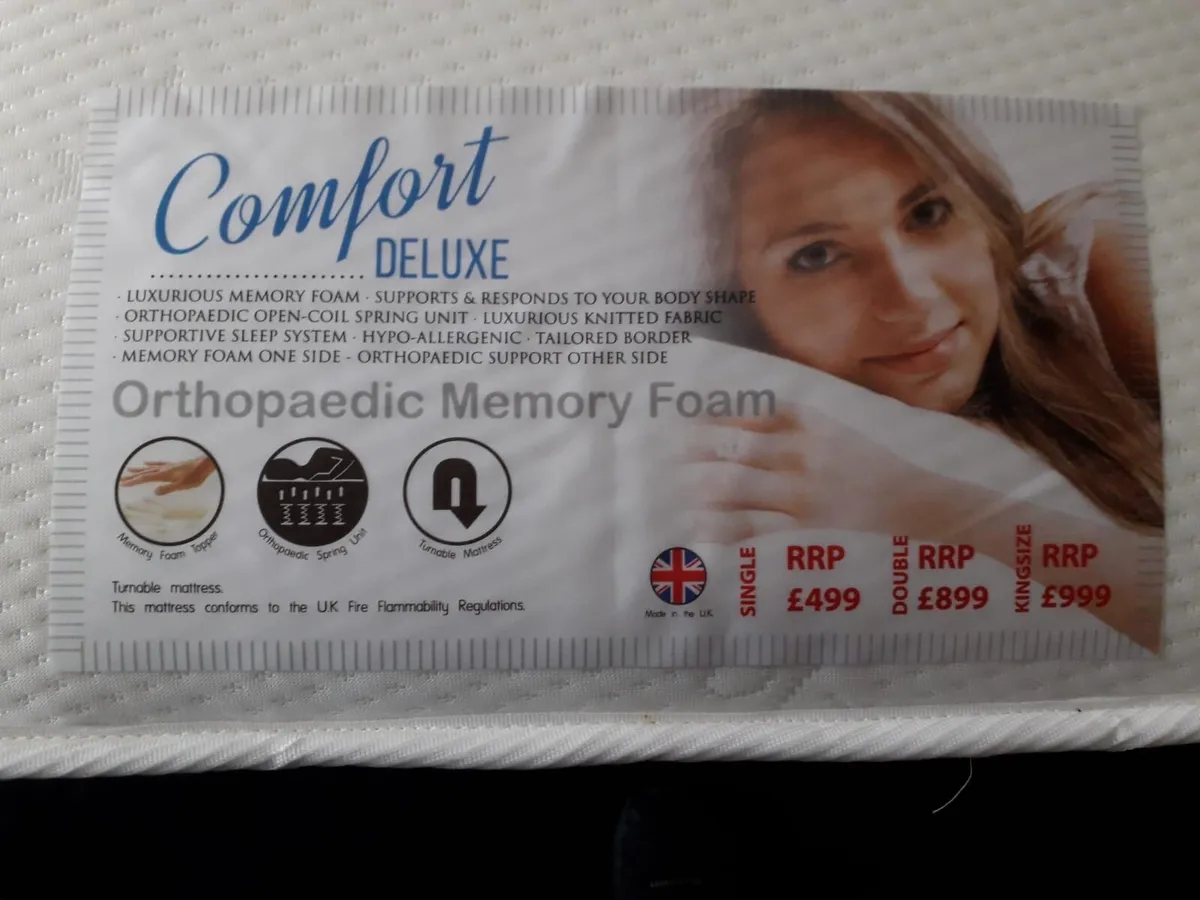 Comfort
DELUXE
· LUXURIOUS MEMORY FOAM · SUPPORTS & RESPONDS TO YOUR BODY SHAPE
· ORTHOPAEDIC OPEN-COIL SPRING UNIT · LUXURIOUS KNITTED FABRIC
· SUPPORTIVE SLEEP SYSTEM · HYPO-ALLERGENIC · TAILORED BORDER
· MEMORY FOAM ONE SIDE - ORTHOPAEDIC SUPPORT OTHER SIDE
Orthopaedic Memory Foam
Memory Foam Topper
Orthopaedic Spring Unit
Turnable Mattress
Turnable mattress.
This mattress conforms to the U.K Fire Flammability Regulations.
Made in the U.K.
SINGLE
RRP
£499
DOUBLE
RRP
£899
KINGSIZE
RRP
£999